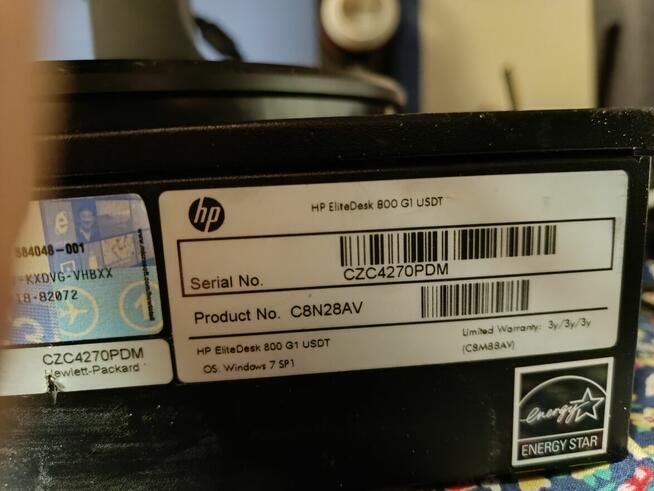 hp
HP EliteDesk 800 G1 USDT
Serial No.
CZC4270PDM
Product No. C8N28AV
HP EliteDesk 800 G1 USDT
Limited Warranty: 3y/3y/3y
OS: Windows 7 SP1
(C8M88AV)
energy
ENERGY STAR
584048-001
-KXDVG-VHBXX
18-82072
CZC4270PDM
Hewlett-Packard